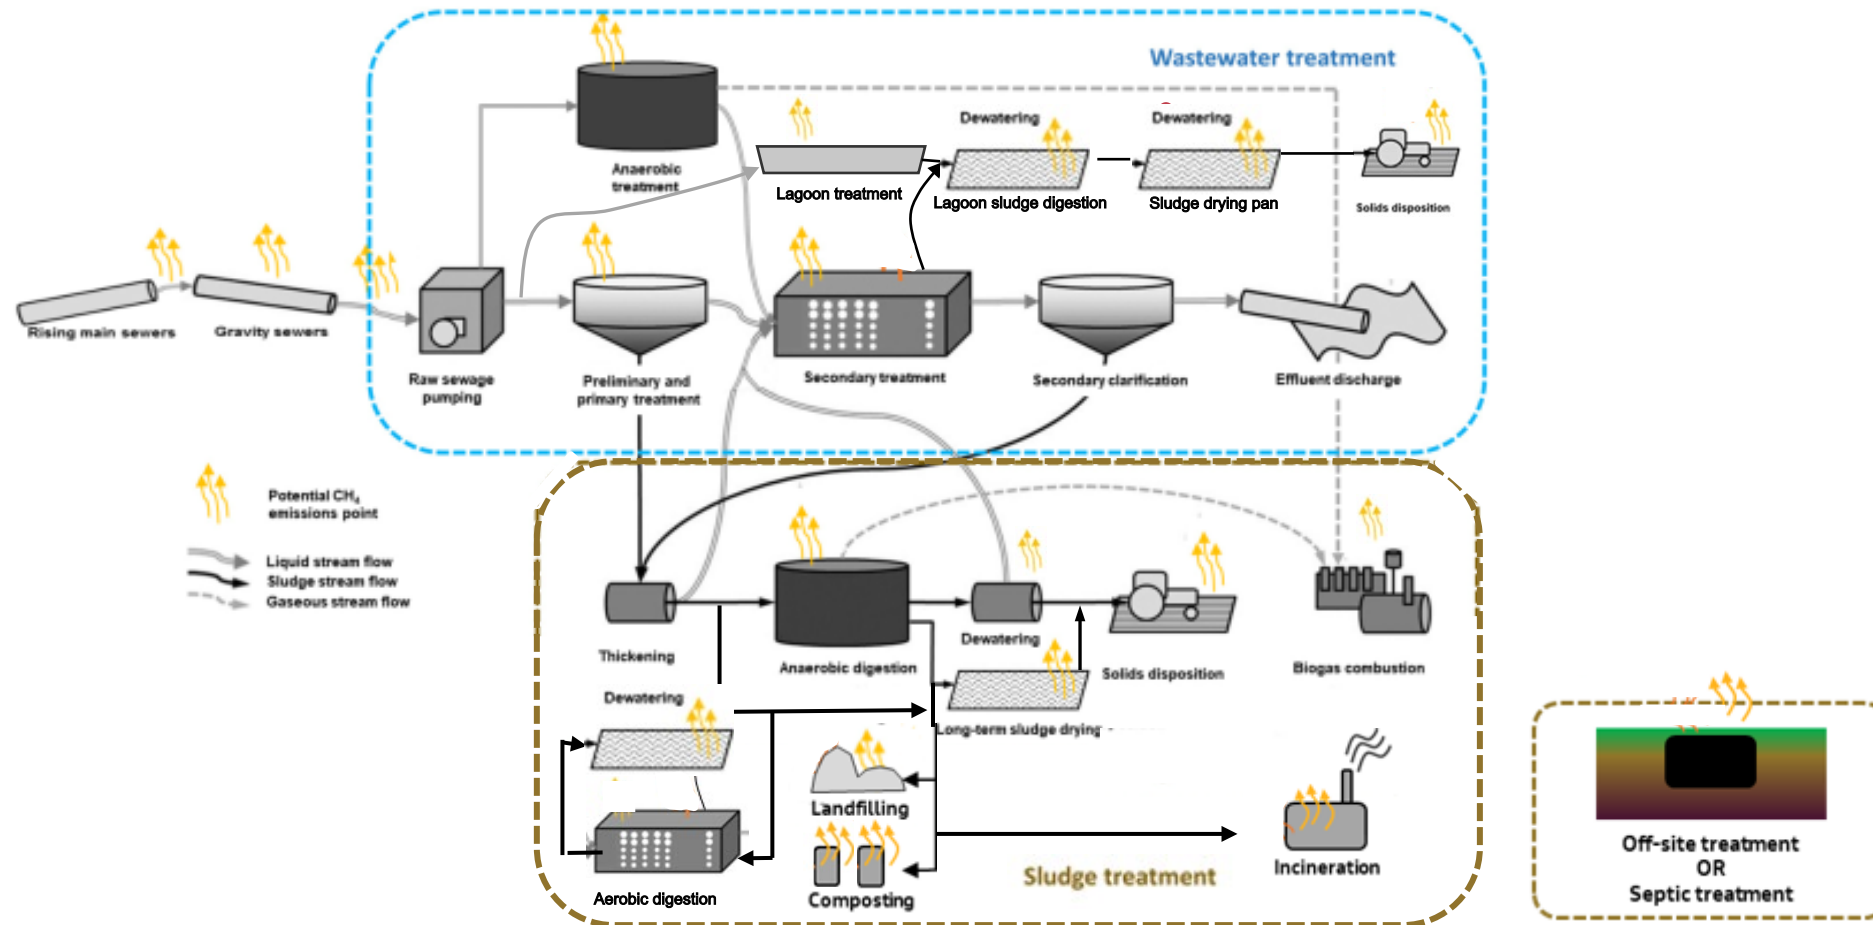 Wastewater treatment
Dewatering
Dewatering
Anaerobic
treatment
Lagoon treatment
Lagoon sludge digestion
Sludge drying pan
Solids disposition
Rising main sewers
Gravity sewers
Raw sewage
pumping
Preliminary and
primary treatment
Secondary treatment
Secondary clarification
Effluent discharge
Potential CH₄
emissions point
Liquid stream flow
Sludge stream flow
Gaseous stream flow
Thickening
Anaerobic digestion
Dewatering
Solids disposition
Biogas combustion
Dewatering
Long-term sludge drying
Landfilling
Composting
Aerobic digestion
Sludge treatment
Incineration
Off-site treatment
OR
Septic treatment